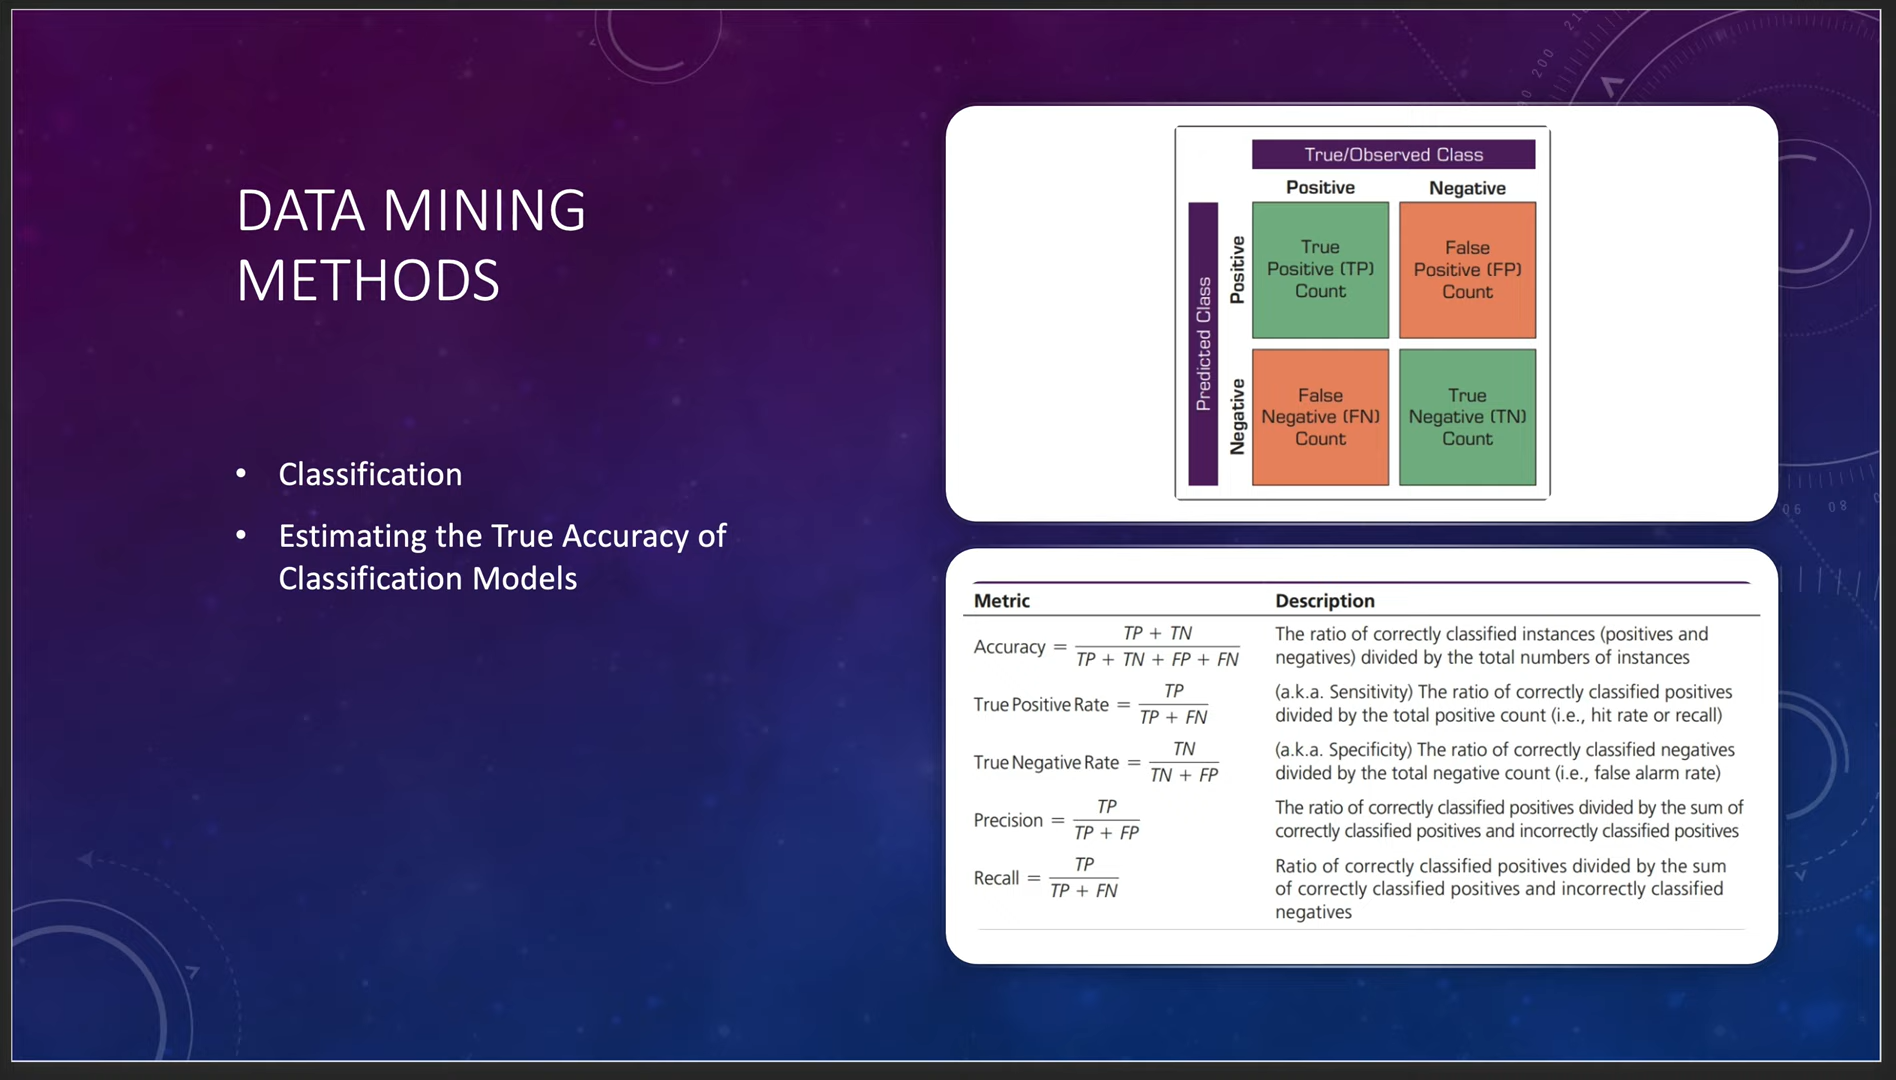 DATA MINING
METHODS
• Classification
• Estimating the True Accuracy of
Classification Models
True/Observed Class
Positive Negative
Predicted Class
Positive
True
Positive (TP)
Count
False
Positive (FP)
Count
Negative
False
Negative (FN)
Count
True
Negative (TN)
Count
Metric Description
Accuracy = TP + TN / TP + TN + FP + FN
The ratio of correctly classified instances (positives and
negatives) divided by the total numbers of instances
True Positive Rate = TP / TP + FN
(a.k.a. Sensitivity) The ratio of correctly classified positives
divided by the total positive count (i.e., hit rate or recall)
True Negative Rate = TN / TN + FP
(a.k.a. Specificity) The ratio of correctly classified negatives
divided by the total negative count (i.e., false alarm rate)
Precision = TP / TP + FP
The ratio of correctly classified positives divided by the sum of
correctly classified positives and incorrectly classified positives
Recall = TP / TP + FN
Ratio of correctly classified positives divided by the sum
of correctly classified positives and incorrectly classified
negatives
200